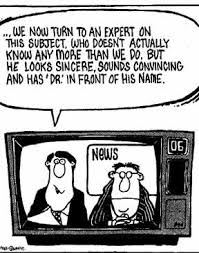 ... WE NOW TURN TO AN EXPERT ON
THIS SUBJECT, WHO DOESN'T ACTUALLY
KNOW ANY MORE THAN WE DO, BUT
HE LOOKS SINCERE, SOUNDS CONVINCING
AND HAS 'DR.' IN FRONT OF HIS NAME.
NEWS